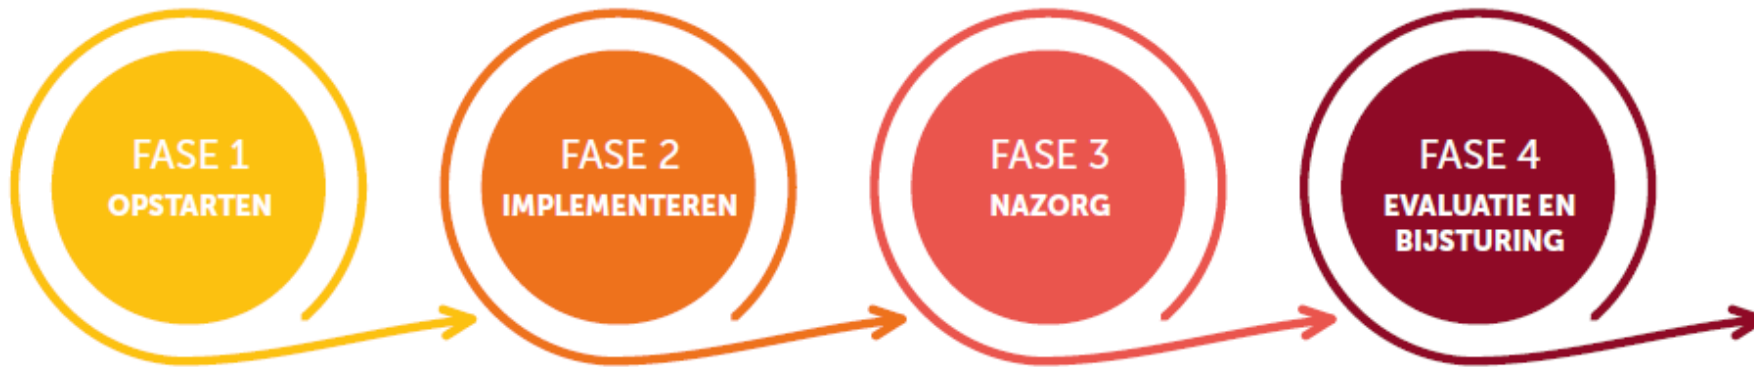 FASE 1
OPSTARTEN
FASE 2
IMPLEMENTEREN
FASE 3
NAZORG
FASE 4
EVALUATIE EN
BIJSTURING